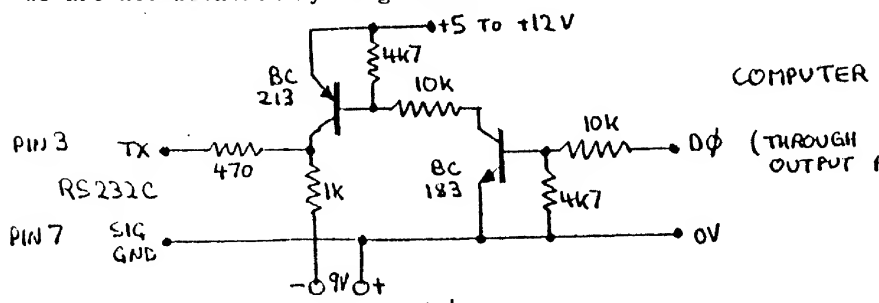 +5 TO +12V
4K7
BC
213
10K
COMPUTER
PIN 3 TX
470
10K
DØ (THROUGH
OUTPUT
RS232C
1K
BC
183
4K7
PIN 7 SIG
GND
0V
- 9V +